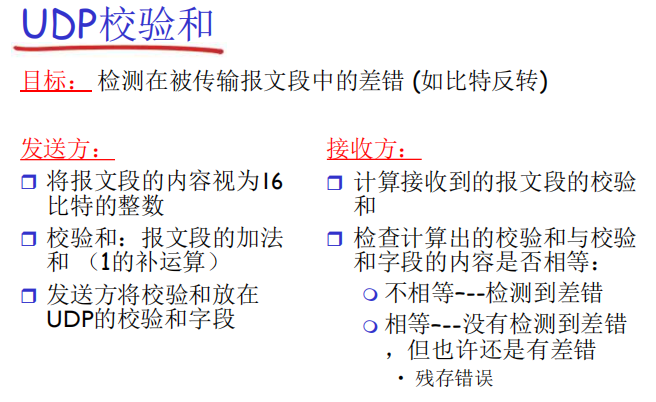 UDP校验和
目标： 检测在被传输报文段中的差错 (如比特反转)
发送方：
将报文段的内容视为16
比特的整数
校验和：报文段的加法
和 （1的补运算）
发送方将校验和放在
UDP的校验和字段
接收方：
计算接收到的报文段的校验
和
检查计算出的校验和与校验
和字段的内容是否相等：
不相等---检测到差错
相等---没有检测到差错
，但也许还是有差错
• 残存错误